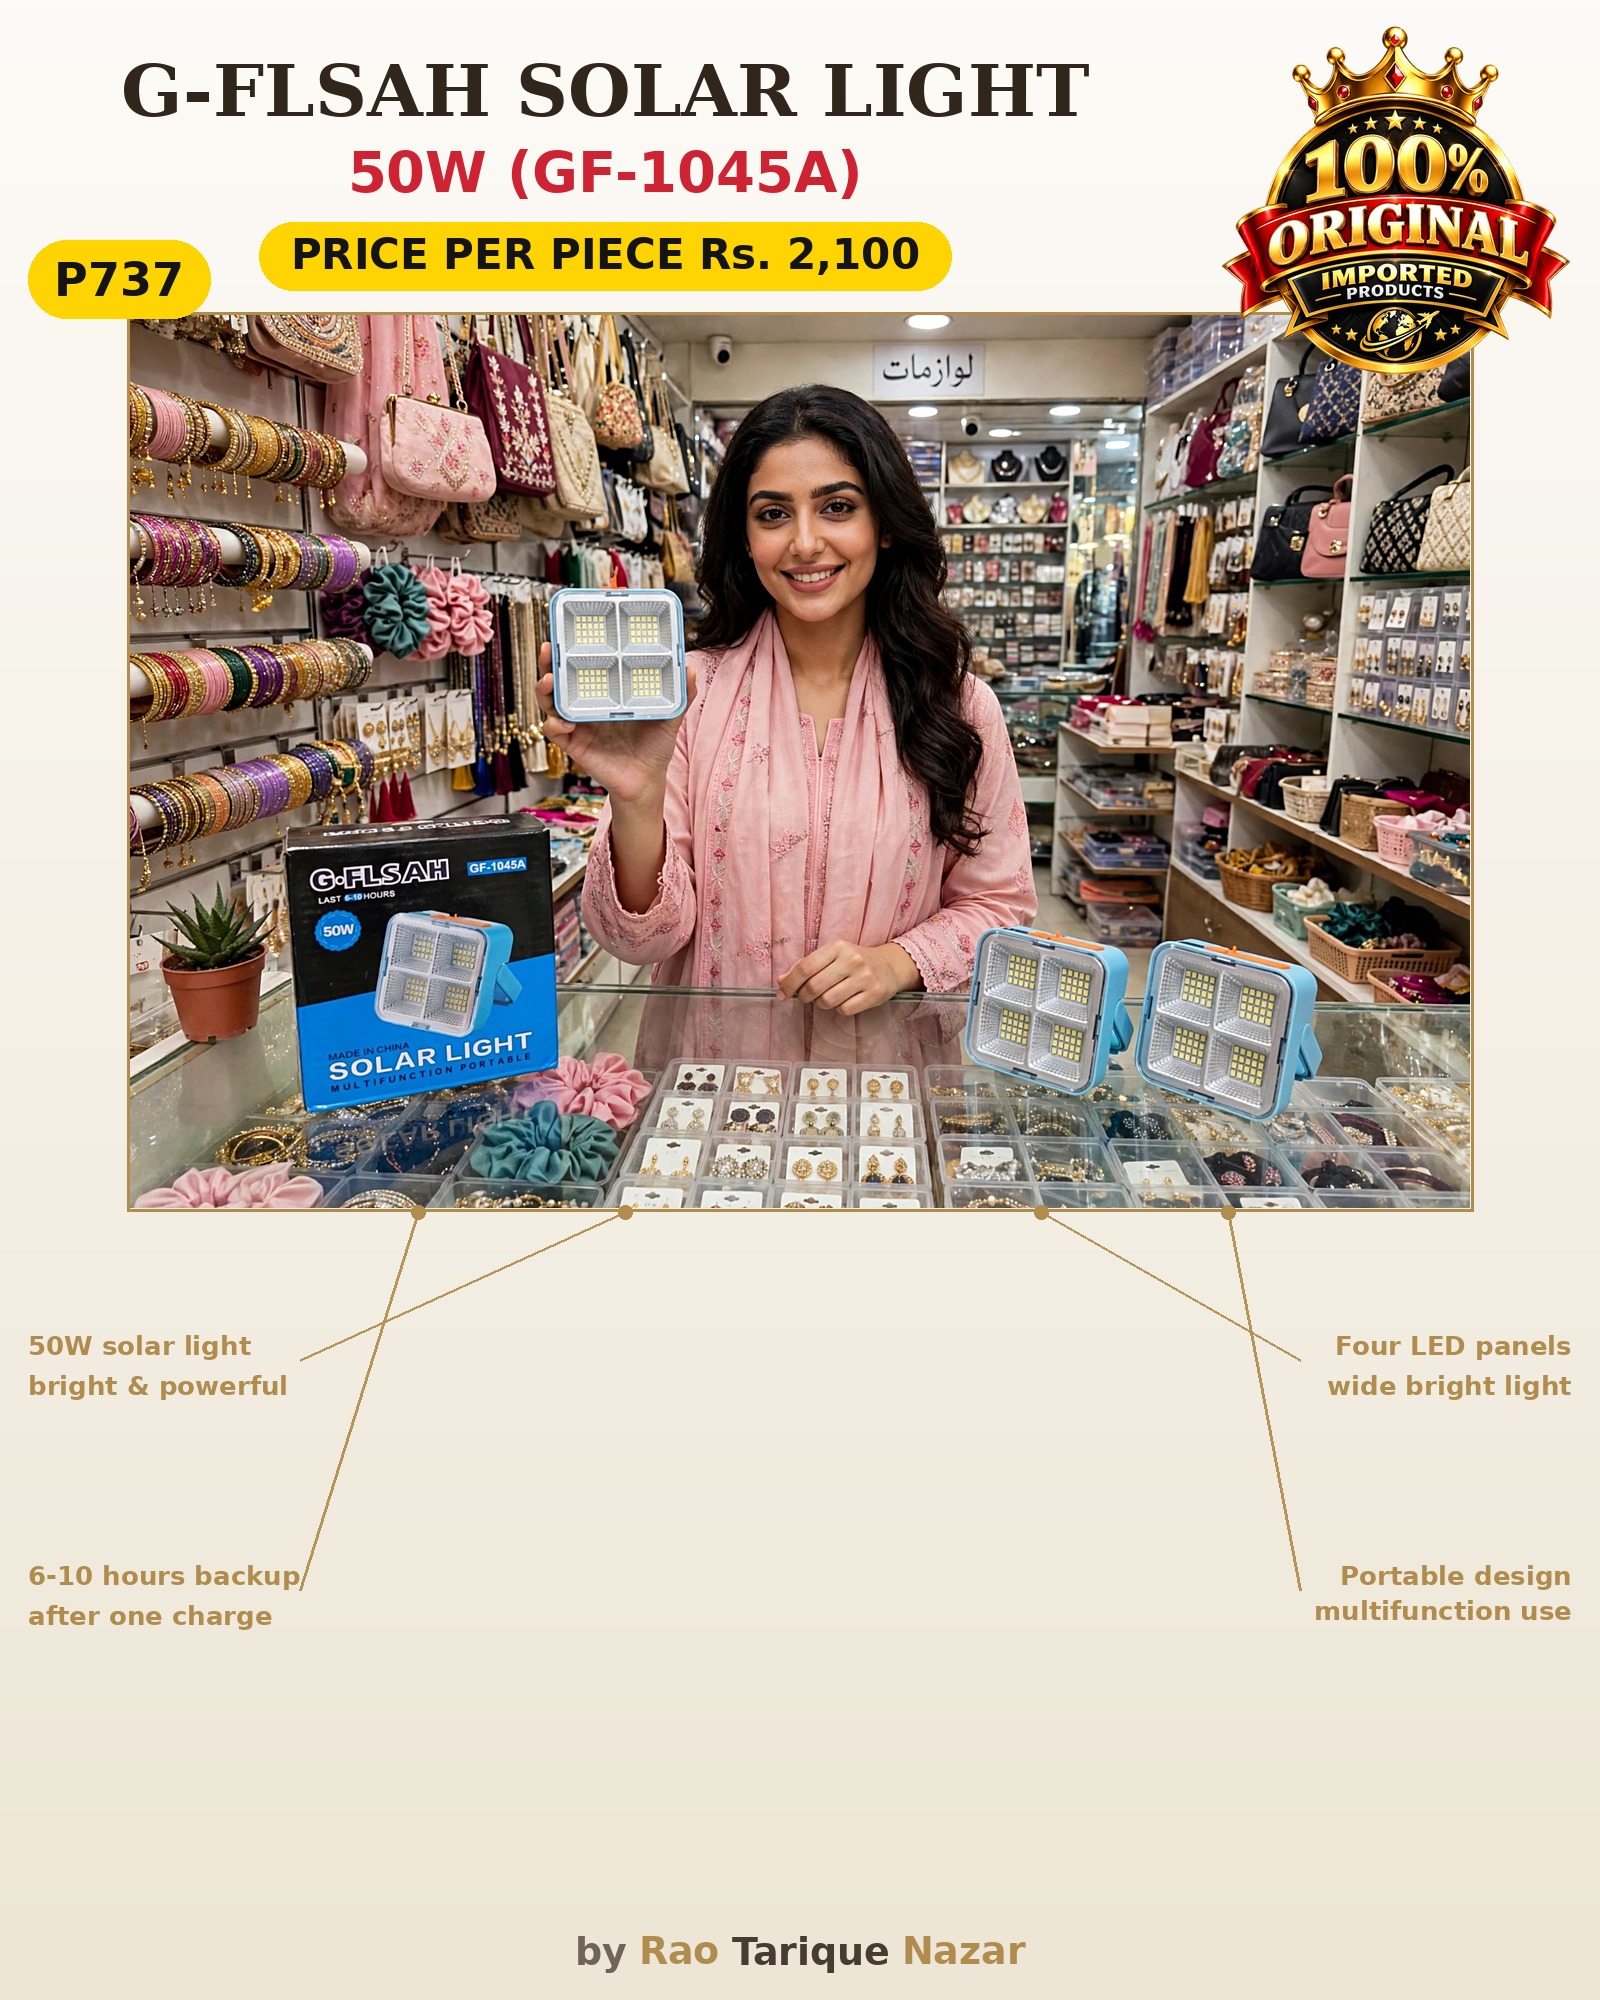 G-FLSAH SOLAR LIGHT
50W (GF-1045A)
PRICE PER PIECE Rs. 2,100
P737
100%
ORIGINAL
IMPORTED
PRODUCTS
لوازمات
G-FLSAH
GF-1045A
LAST 6-10 HOURS
50W
MADE IN CHINA
SOLAR LIGHT
MULTIFUNCTION PORTABLE
50W solar light
bright & powerful
Four LED panels
wide bright light
6-10 hours backup
after one charge
Portable design
multifunction use
by Rao Tarique Nazar